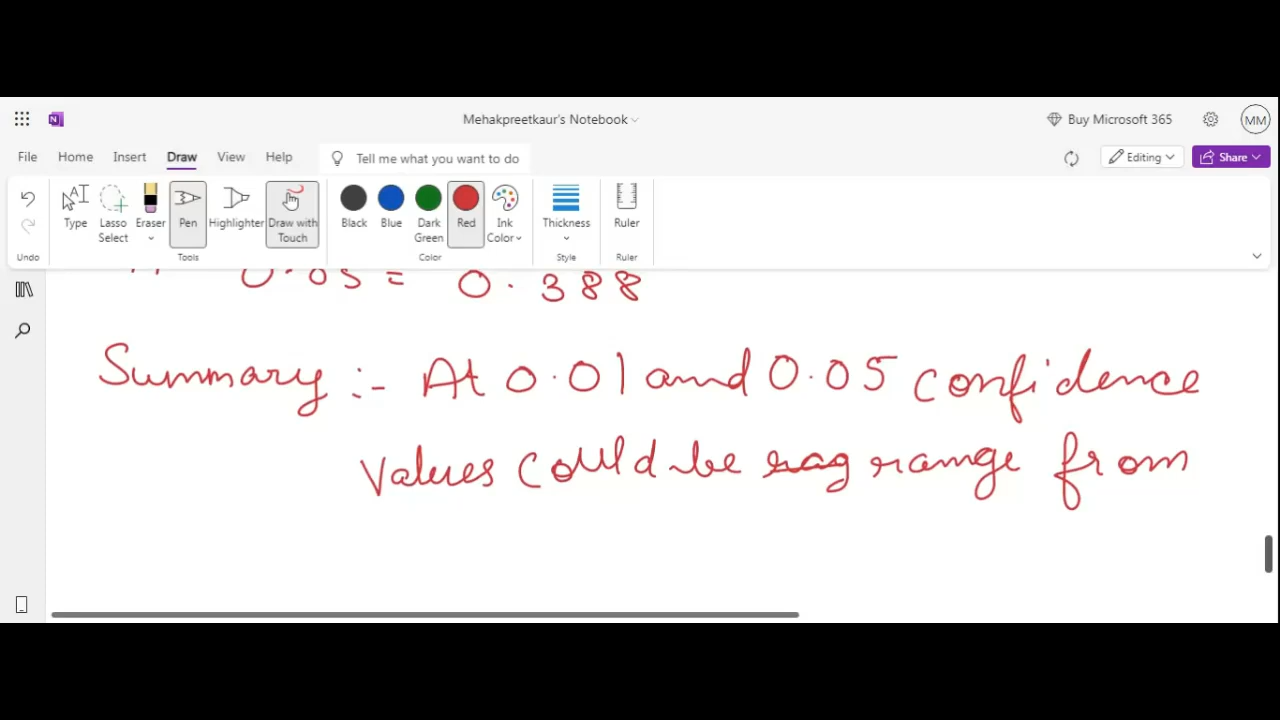 Mehakpreetkaur's Notebook
Buy Microsoft 365
MM
File Home Insert Draw View Help Tell me what you want to do
Editing
Share
Type Lasso Select Eraser Pen Highlighter Draw with Touch Black Blue Dark Green Red Ink Color Thickness Ruler
Undo Tools Color Style Ruler
0.05 = 0.388
Summary :- At 0.01 and 0.05 confidence
values could be range from